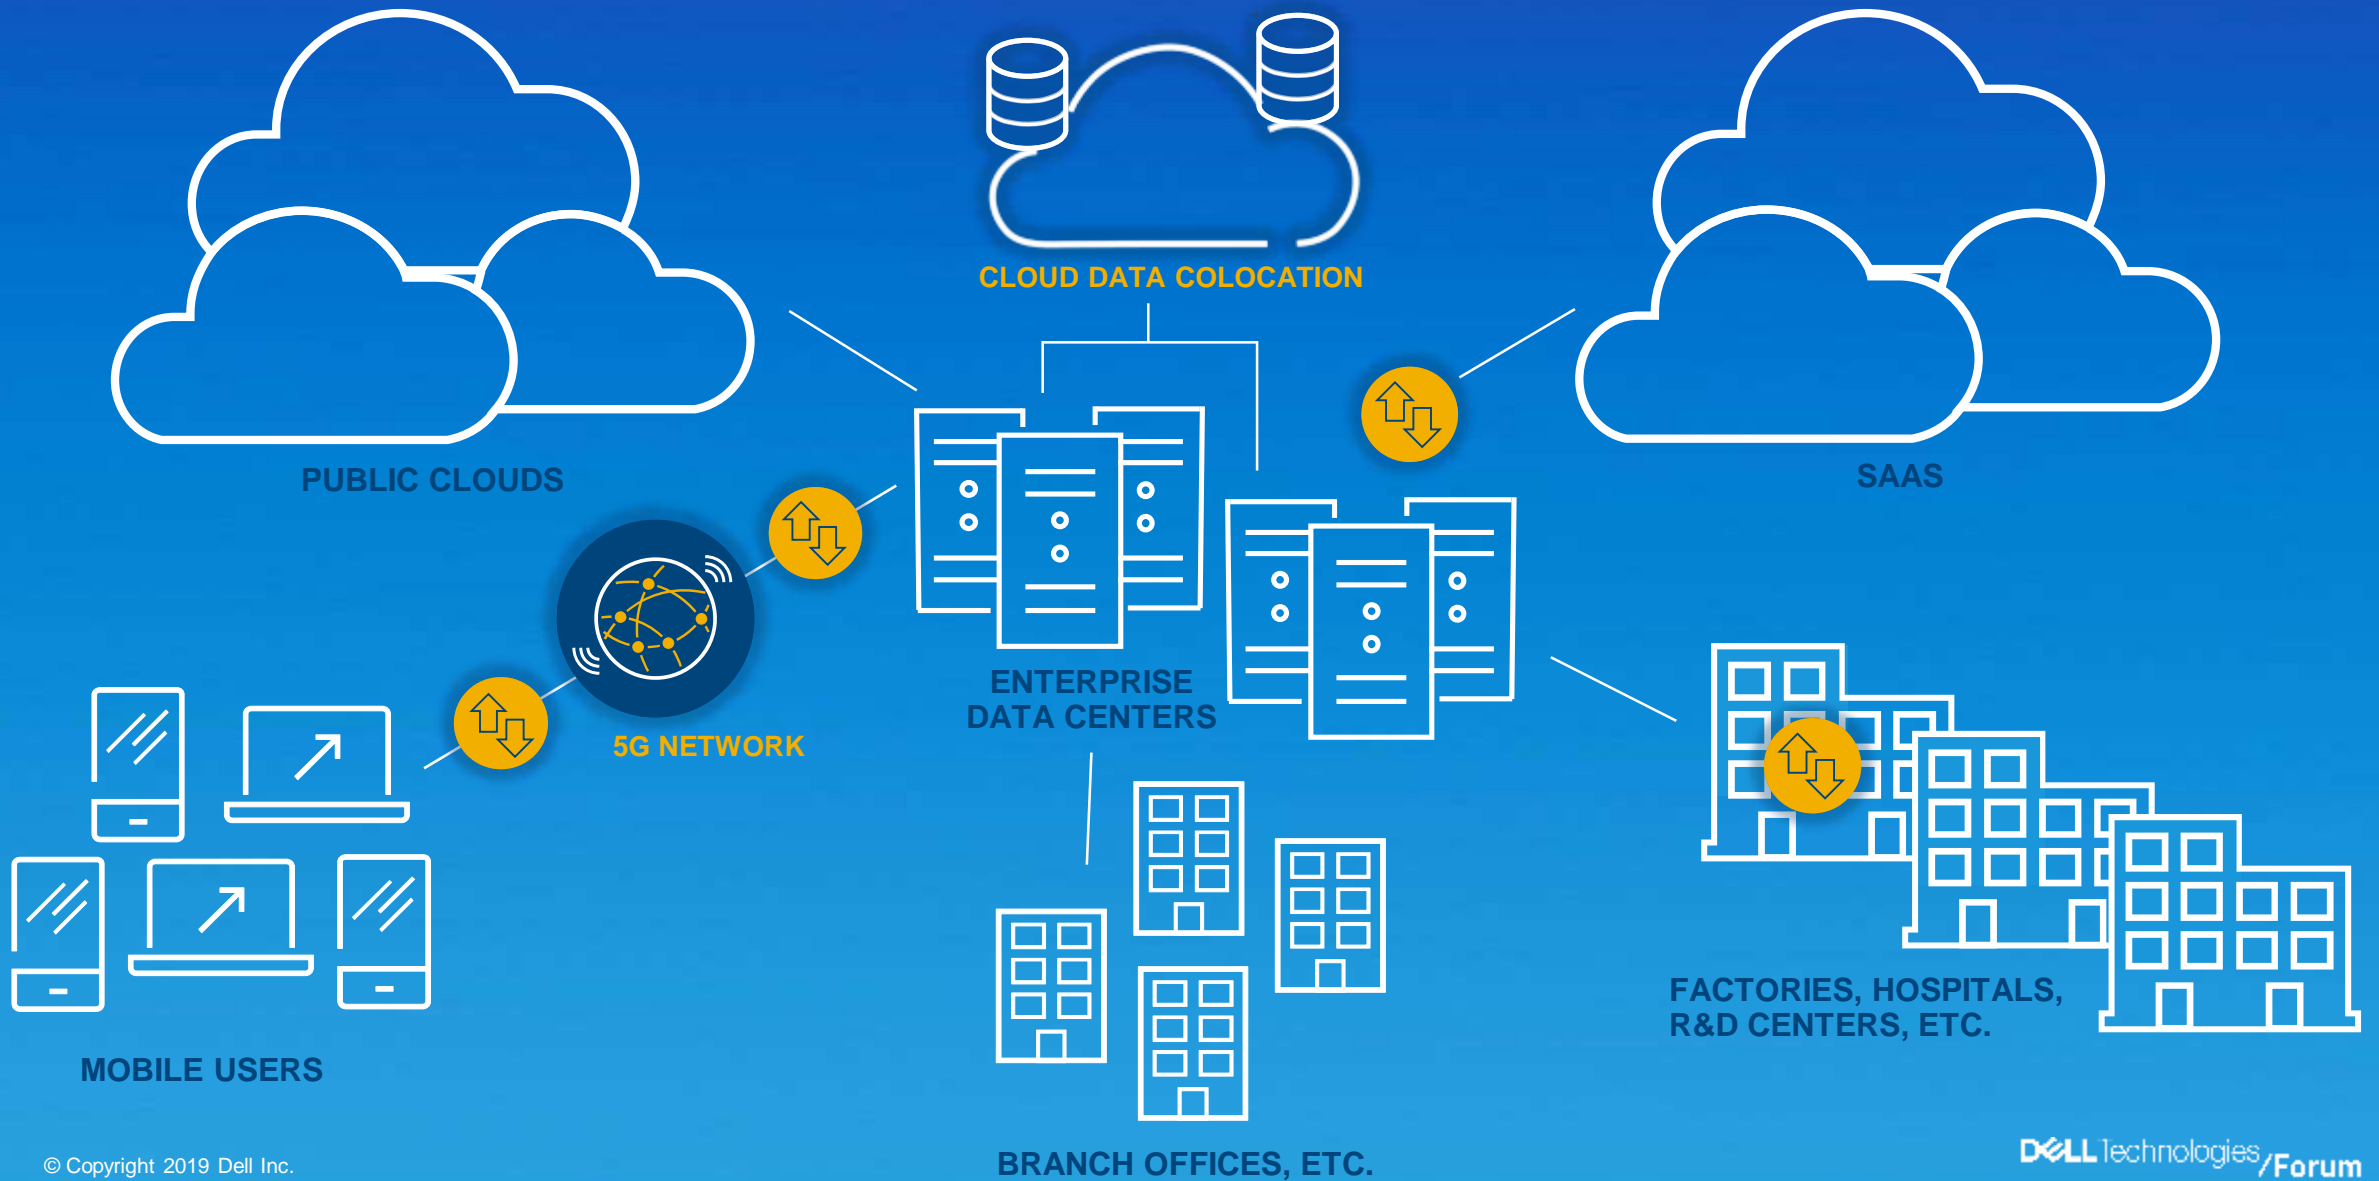 CLOUD DATA COLOCATION
PUBLIC CLOUDS
SAAS
ENTERPRISE
DATA CENTERS
5G NETWORK
FACTORIES, HOSPITALS,
R&D CENTERS, ETC.
MOBILE USERS
BRANCH OFFICES, ETC.
© Copyright 2019 Dell Inc.
DELL Technologies /Forum